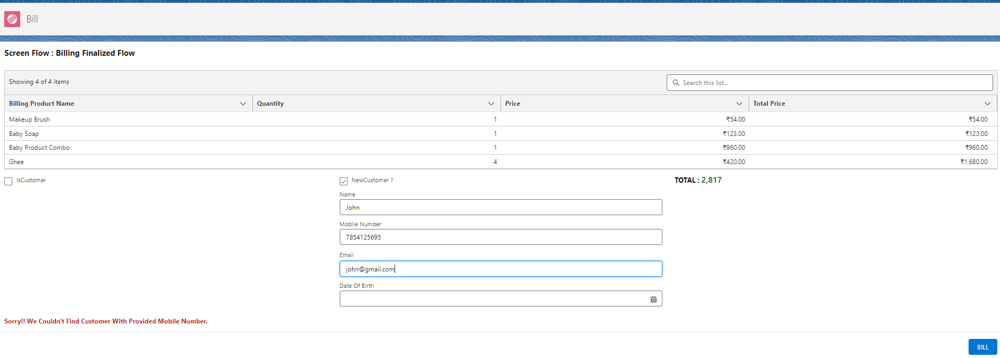 Bill
Screen Flow : Billing Finalized Flow
Showing 4 of 4 items
Search this list...
Billing Product Name Quantity Price Total Price
Makeup Brush 1 ₹54.00 ₹54.00
Baby Soap 1 ₹123.00 ₹123.00
Baby Product Combo 1 ₹960.00 ₹960.00
Ghee 4 ₹420.00 ₹1,680.00
IsCustomer NewCustomer ? TOTAL : 2,817
Name
John
Mobile Number
7854125695
Email
john@gmail.com
Date Of Birth
Sorry!! We Couldn't Find Customer With Provided Mobile Number.
BILL